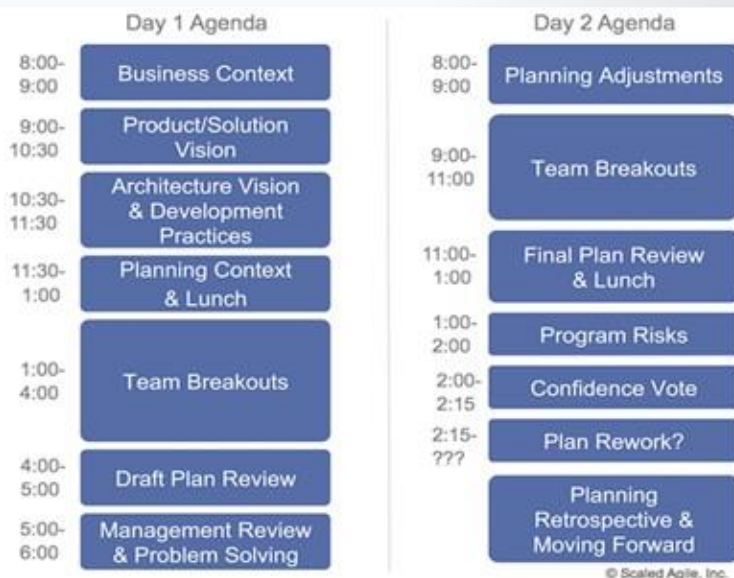 Day 1 Agenda
8:00-
9:00
Business Context
9:00-
10:30
Product/Solution
Vision
10:30-
11:30
Architecture Vision
& Development
Practices
11:30-
1:00
Planning Context
& Lunch
1:00-
4:00
Team Breakouts
4:00-
5:00
Draft Plan Review
5:00-
6:00
Management Review
& Problem Solving
Day 2 Agenda
8:00-
9:00
Planning Adjustments
9:00-
11:00
Team Breakouts
11:00-
1:00
Final Plan Review
& Lunch
1:00-
2:00
Program Risks
2:00-
2:15
Confidence Vote
2:15-
???
Plan Rework?
Planning
Retrospective &
Moving Forward
© Scaled Agile, Inc.